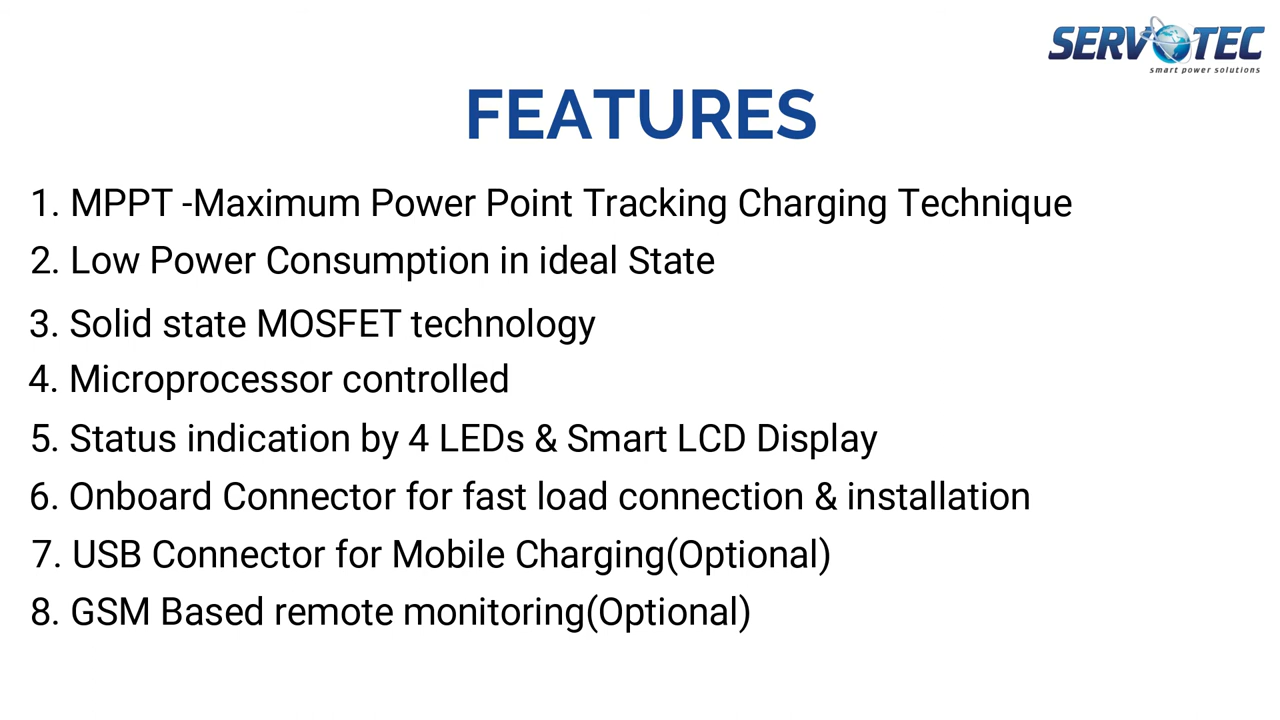 SERVOTEC
smart power solutions
FEATURES
1. MPPT -Maximum Power Point Tracking Charging Technique
2. Low Power Consumption in ideal State
3. Solid state MOSFET technology
4. Microprocessor controlled
5. Status indication by 4 LEDs & Smart LCD Display
6. Onboard Connector for fast load connection & installation
7. USB Connector for Mobile Charging(Optional)
8. GSM Based remote monitoring(Optional)